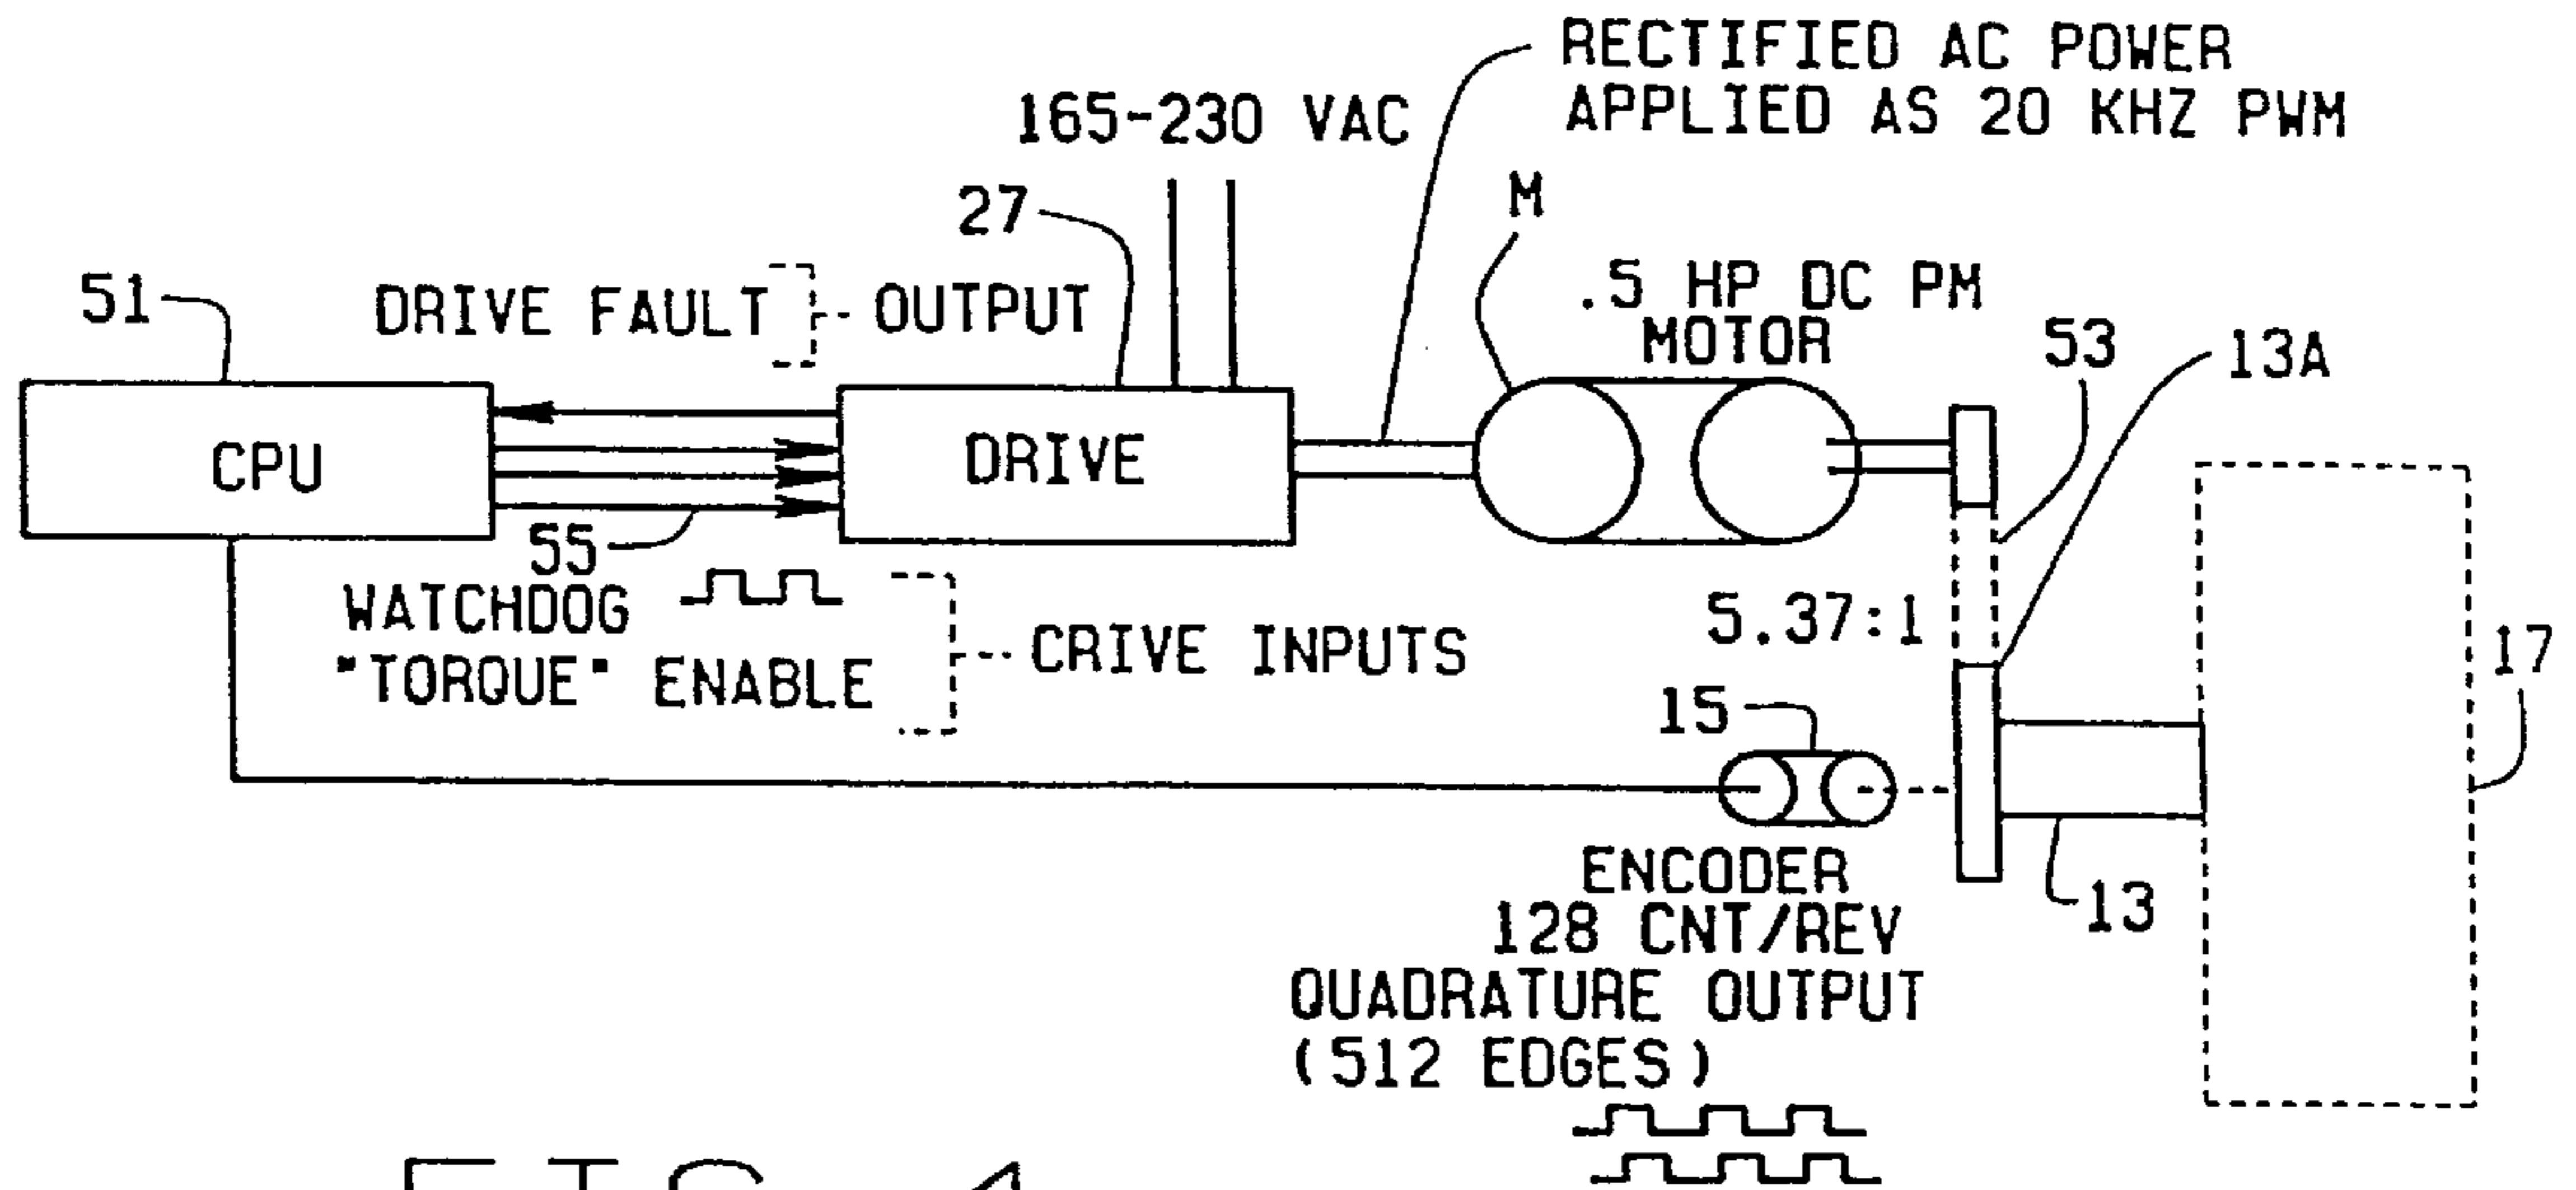 RECTIFIED AC POWER
APPLIED AS 20 KHZ PWM
165-230 VAC
27
M
51
DRIVE FAULT
OUTPUT
.5 HP DC PM
MOTOR
53
13A
CPU
DRIVE
55
WATCHDOG
"TORQUE" ENABLE
CRIVE INPUTS
5.37:1
17
15
ENCODER
128 CNT/REV
13
QUADRATURE OUTPUT
(512 EDGES)